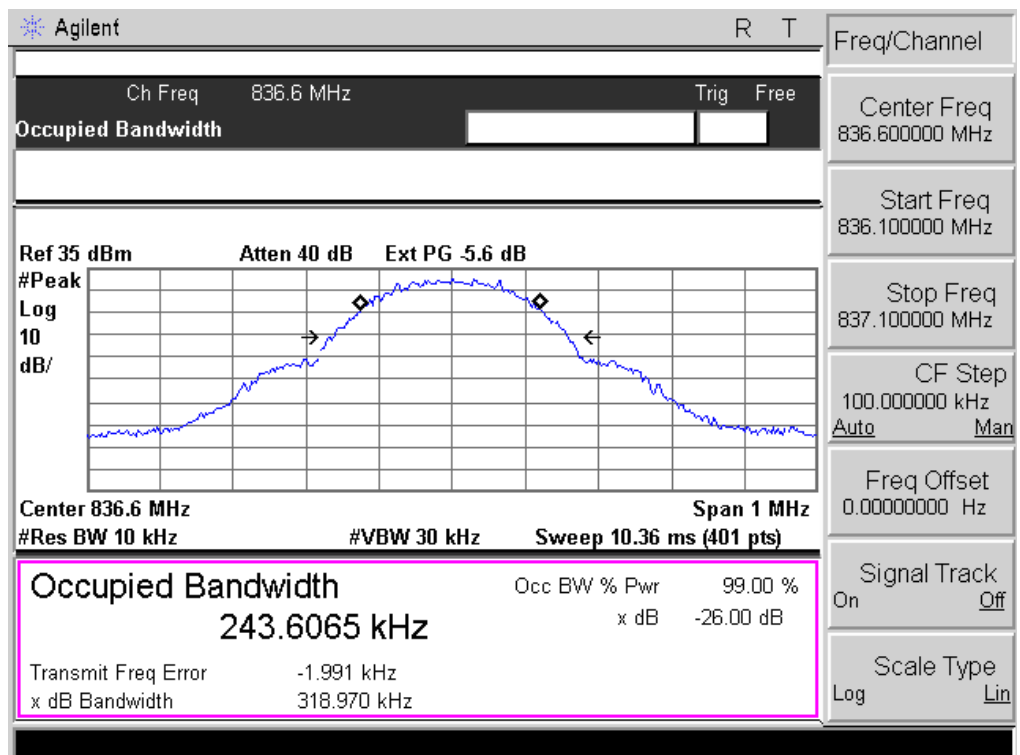 Agilent R T
Ch Freq 836.6 MHz Trig Free
Occupied Bandwidth
Ref 35 dBm Atten 40 dB Ext PG -5.6 dB
#Peak
Log
10
dB/
Center 836.6 MHz Span 1 MHz
#Res BW 10 kHz #VBW 30 kHz Sweep 10.36 ms (401 pts)
Occupied Bandwidth Occ BW % Pwr 99.00 %
243.6065 kHz x dB -26.00 dB
Transmit Freq Error -1.991 kHz
x dB Bandwidth 318.970 kHz
Freq/Channel
Center Freq
836.600000 MHz
Start Freq
836.100000 MHz
Stop Freq
837.100000 MHz
CF Step
100.000000 kHz
Auto Man
Freq Offset
0.00000000 Hz
Signal Track
On Off
Scale Type
Log Lin